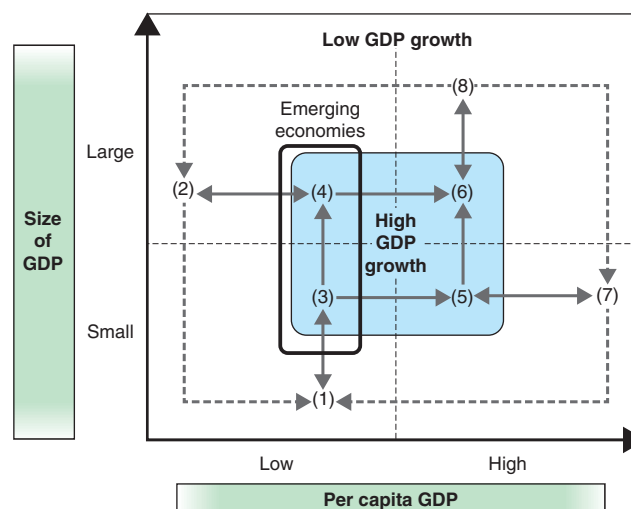 Low GDP growth
(8)
Emerging
economies
Large
(2)
(4)
(6)
Size
of
GDP
High
GDP
growth
(3)
(5)
(7)
Small
(1)
Low
High
Per capita GDP